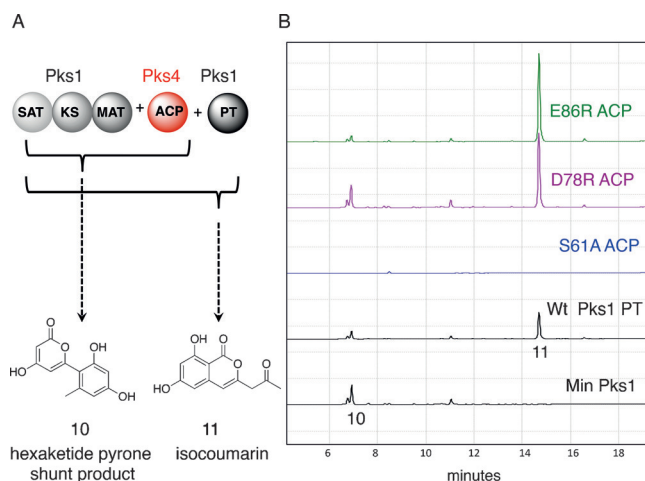 A
Pks1 Pks4 Pks1
SAT KS MAT + ACP + PT
O
O
OH
HO
OH
OH O
O
O
HO
10
hexaketide pyrone
shunt product
11
isocoumarin
B
E86R ACP
D78R ACP
S61A ACP
Wt Pks1 PT
11
Min Pks1
10
6 8 10 12 14 16 18
minutes